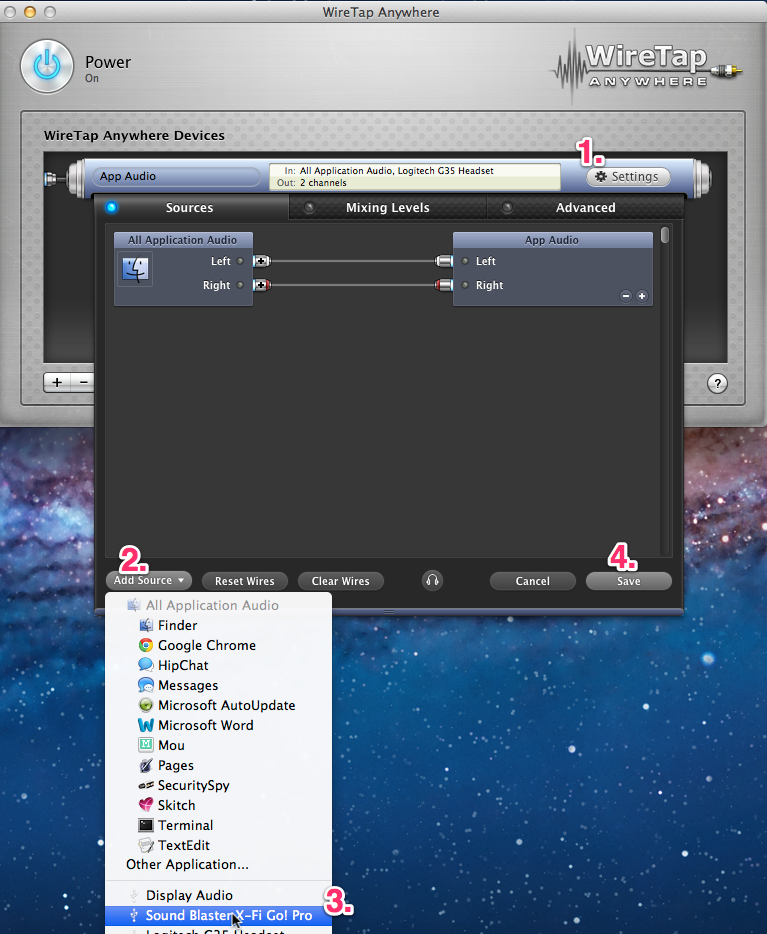 WireTap Anywhere
Power
On
WireTap
ANYWHERE
WireTap Anywhere Devices
1.
App Audio
In: All Application Audio, Logitech G35 Headset
Out: 2 channels
Settings
Sources
Mixing Levels
Advanced
All Application Audio
App Audio
Left
Left
Right
Right
− +
+ −
?
2.
4.
Add Source ▾
Reset Wires
Clear Wires
Cancel
Save
All Application Audio
Finder
Google Chrome
HipChat
Messages
Microsoft AutoUpdate
Microsoft Word
Mou
Pages
SecuritySpy
Skitch
Terminal
TextEdit
Other Application...
Display Audio
Sound Blaster X-Fi Go! Pro
3.
Logitech G35 Headset